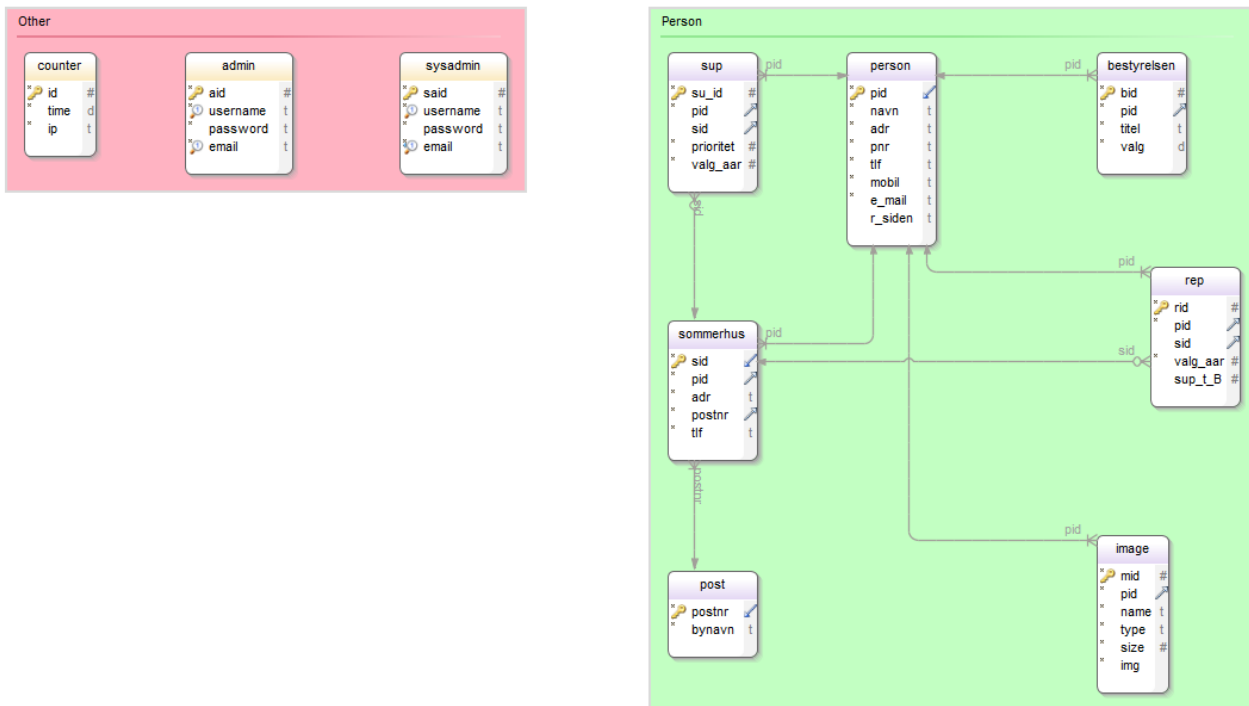 Other
counter
id #
time d
ip t
admin
aid #
username t
password t
email t
sysadmin
said #
username t
password t
email t
Person
sup
su_id #
pid
sid
prioritet #
valg_aar #
pid
person
pid
navn t
adr t
pnr t
tlf t
mobil t
e_mail t
r_siden t
pid
bestyrelsen
bid #
pid
titel t
valg d
sid
pid
rep
rid #
pid
sid
valg_aar #
sup_t_B #
sommerhus
sid
pid
adr t
postnr
tlf t
pid
sid
postnr
post
postnr
bynavn t
pid
image
mid #
pid
name t
type t
size #
img